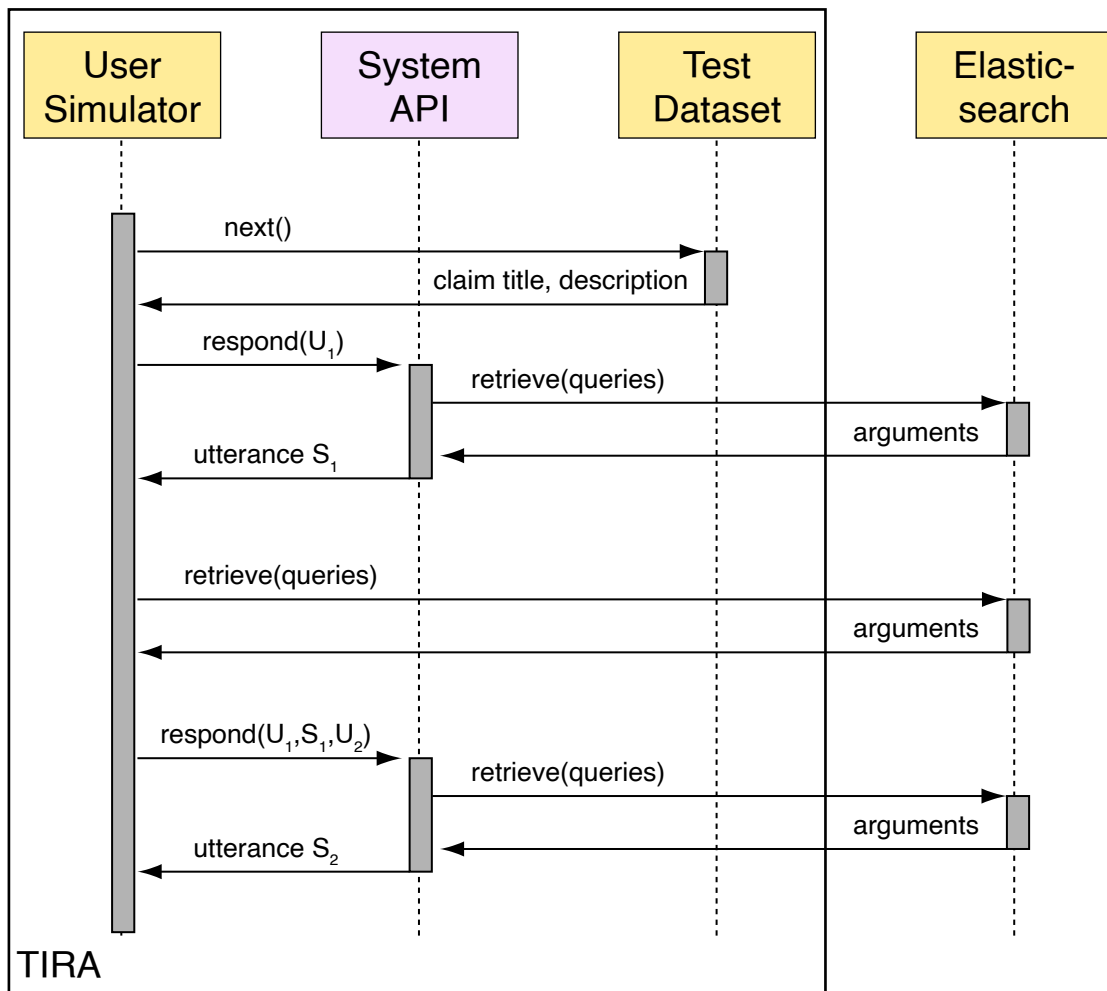 User
Simulator
System
API
Test
Dataset
Elastic-
search
next()
claim title, description
respond(U₁)
retrieve(queries)
arguments
utterance S₁
retrieve(queries)
arguments
respond(U₁,S₁,U₂)
retrieve(queries)
arguments
utterance S₂
TIRA